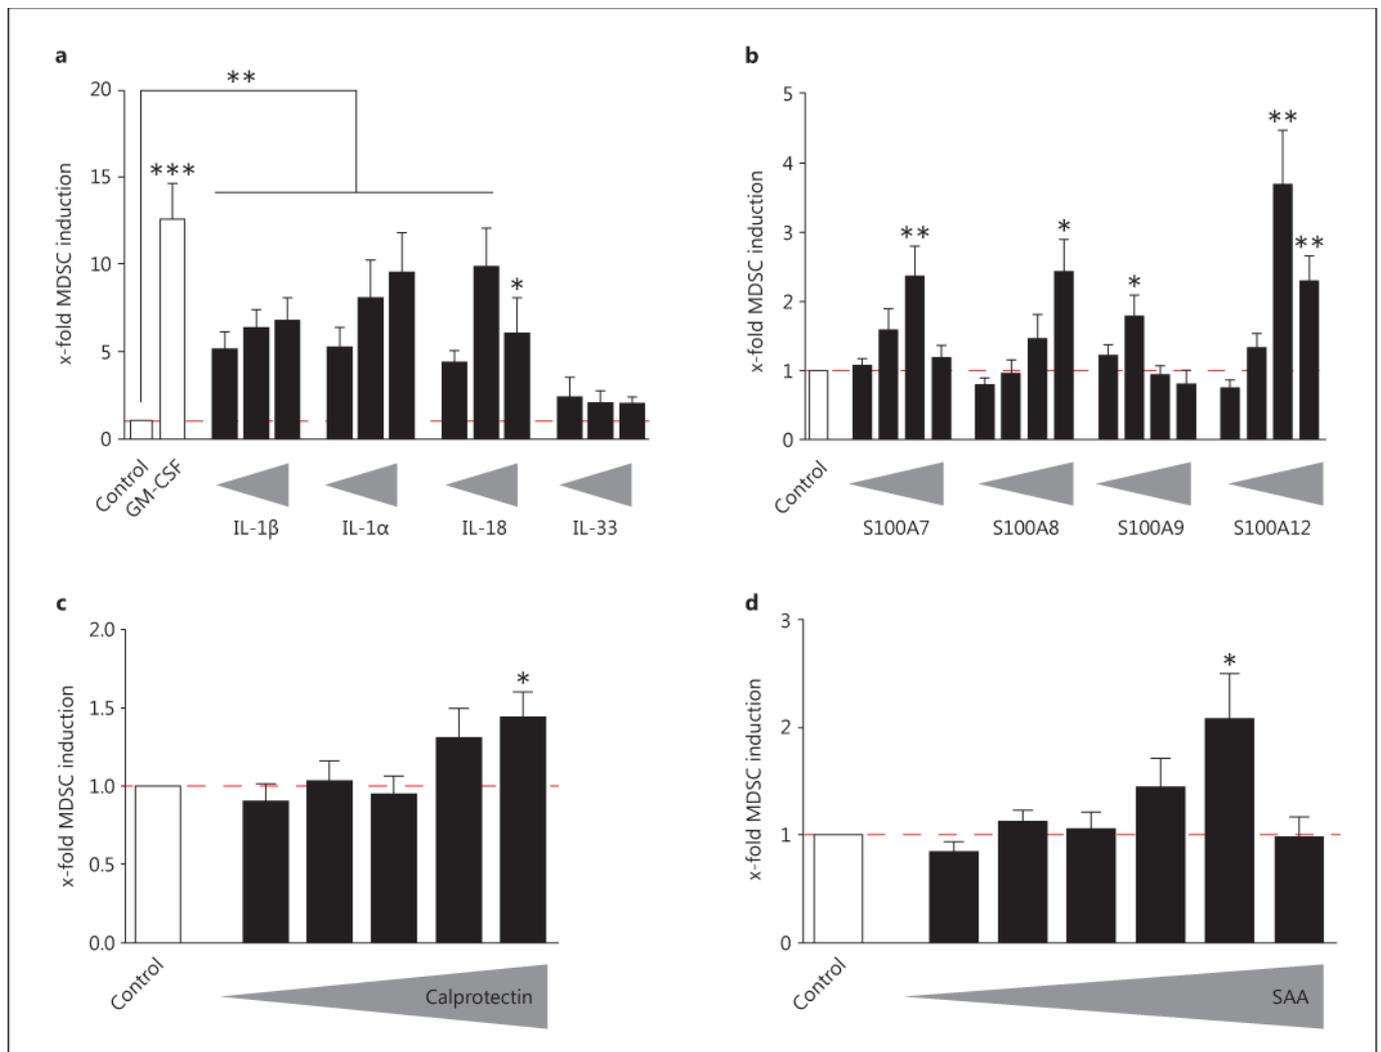 a
**
20
***
15
10
*
5
0
x-fold MDSC induction
Control
GM-CSF
IL-1β
IL-1α
IL-18
IL-33
b
5
**
4
**
*
3
**
*
2
1
0
x-fold MDSC induction
Control
S100A7
S100A8
S100A9
S100A12
c
2.0
*
1.5
1.0
0.5
0.0
x-fold MDSC induction
Control
Calprotectin
d
3
*
2
1
0
x-fold MDSC induction
Control
SAA